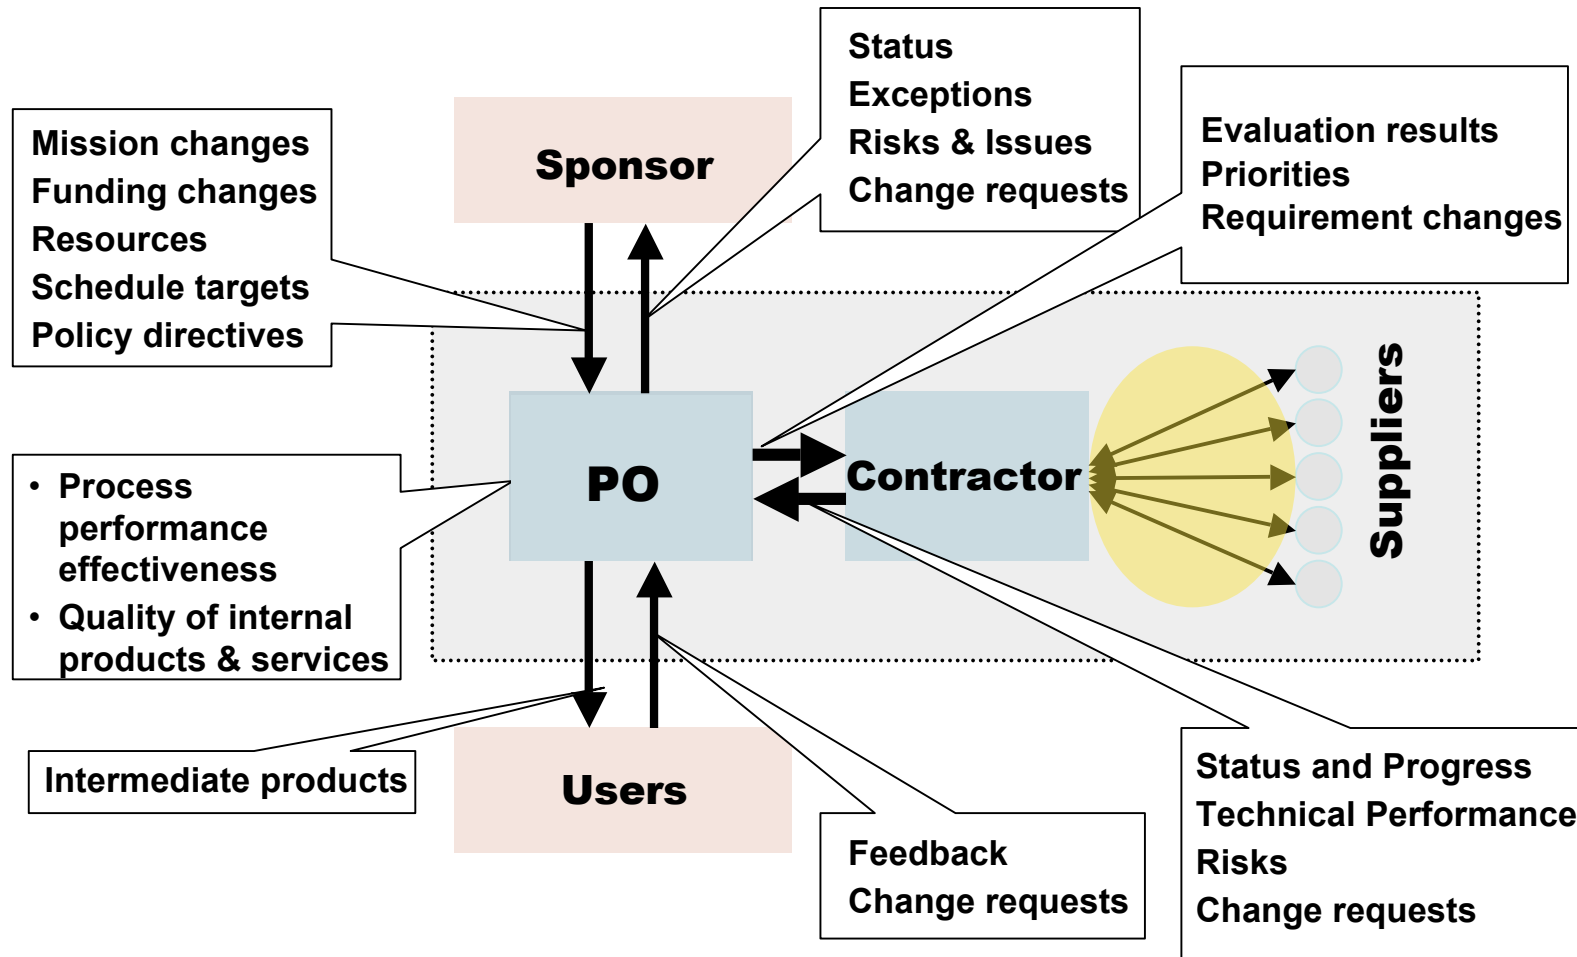 Status
Exceptions
Risks & Issues
Change requests
Mission changes
Funding changes
Resources
Schedule targets
Policy directives
Sponsor
Evaluation results
Priorities
Requirement changes
• Process
performance
effectiveness
• Quality of internal
products & services
PO
Contractor
Suppliers
Intermediate products
Users
Feedback
Change requests
Status and Progress
Technical Performance
Risks
Change requests